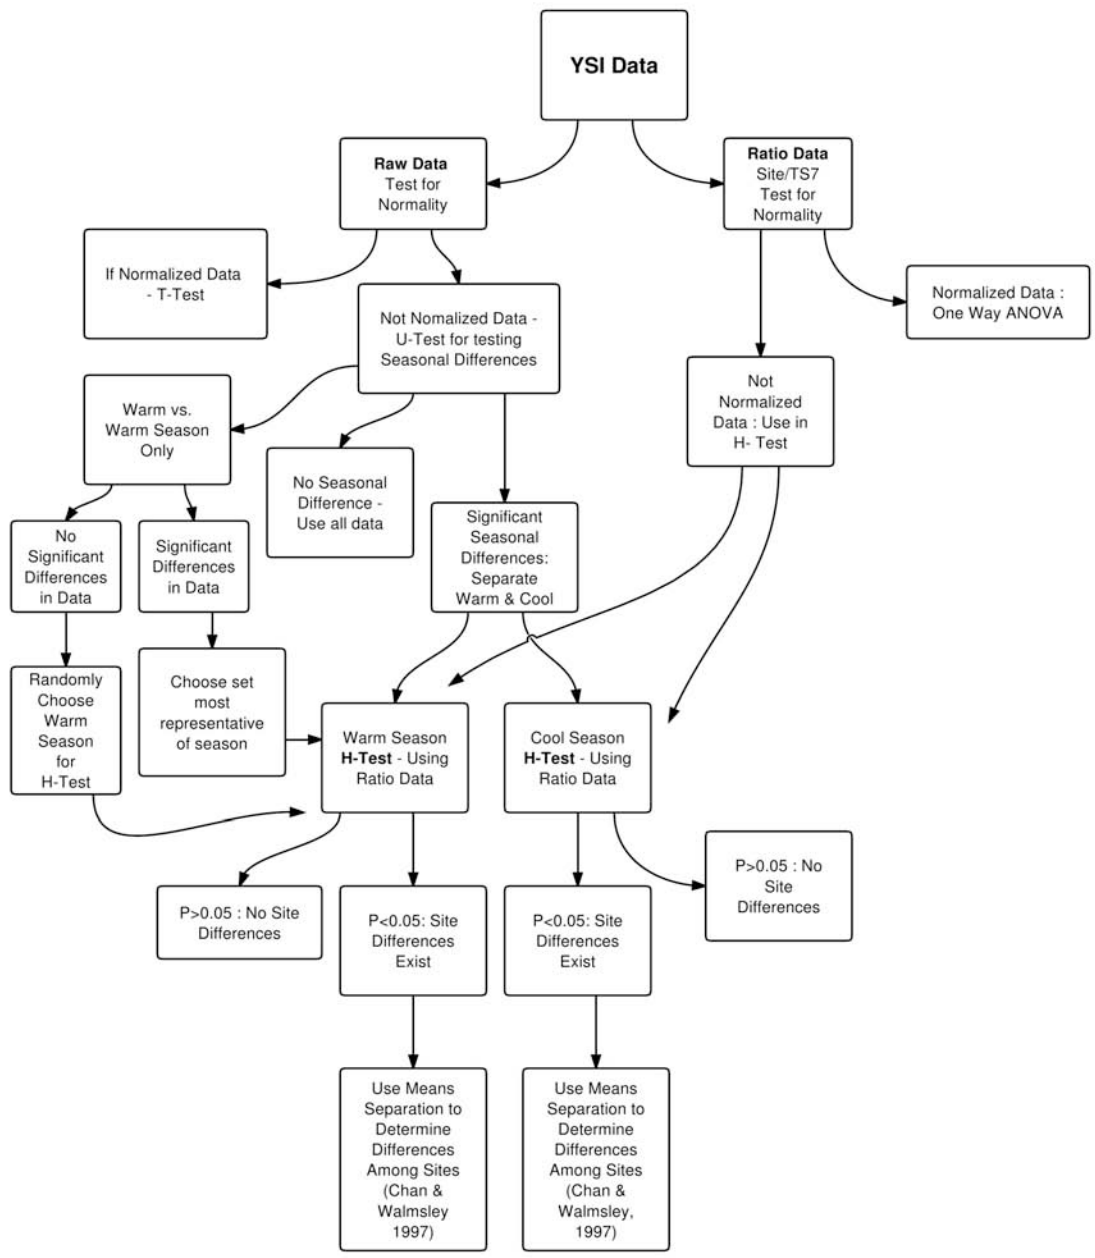 YSI Data
Raw Data
Test for
Normality
Ratio Data
Site/TS7
Test for
Normality
If Normalized Data
- T-Test
Not Nomalized Data -
U-Test for testing
Seasonal Differences
Normalized Data :
One Way ANOVA
Not
Normalized
Data : Use in
H- Test
Warm vs.
Warm Season
Only
No Seasonal
Difference -
Use all data
Significant
Seasonal
Differences:
Separate
Warm & Cool
No
Significant
Differences
in Data
Significant
Differences
in Data
Randomly
Choose
Warm
Season
for
H-Test
Choose set
most
representative
of season
Warm Season
H-Test - Using
Ratio Data
Cool Season
H-Test - Using
Ratio Data
P>0.05 : No Site
Differences
P<0.05: Site
Differences
Exist
P<0.05: Site
Differences
Exist
P>0.05 : No
Site
Differences
Use Means
Separation to
Determine
Differences
Among Sites
(Chan &
Walmsley
1997)
Use Means
Separation to
Determine
Differences
Among Sites
(Chan &
Walmsley,
1997)